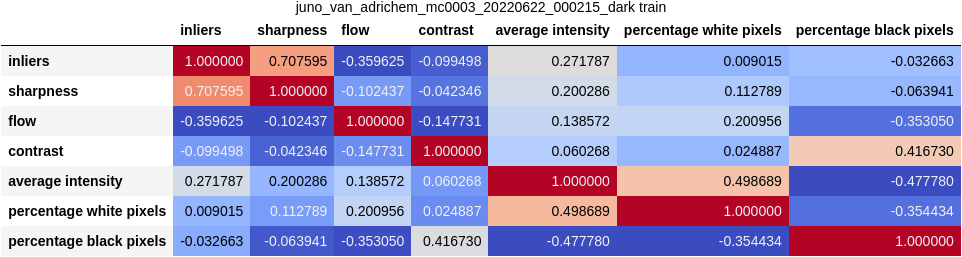 juno_van_adrichem_mc0003_20220622_000215_dark train
inliers sharpness flow contrast average intensity percentage white pixels percentage black pixels
inliers 1.000000 0.707595 -0.359625 -0.099498 0.271787 0.009015 -0.032663
sharpness 0.707595 1.000000 -0.102437 -0.042346 0.200286 0.112789 -0.063941
flow -0.359625 -0.102437 1.000000 -0.147731 0.138572 0.200956 -0.353050
contrast -0.099498 -0.042346 -0.147731 1.000000 0.060268 0.024887 0.416730
average intensity 0.271787 0.200286 0.138572 0.060268 1.000000 0.498689 -0.477780
percentage white pixels 0.009015 0.112789 0.200956 0.024887 0.498689 1.000000 -0.354434
percentage black pixels -0.032663 -0.063941 -0.353050 0.416730 -0.477780 -0.354434 1.000000